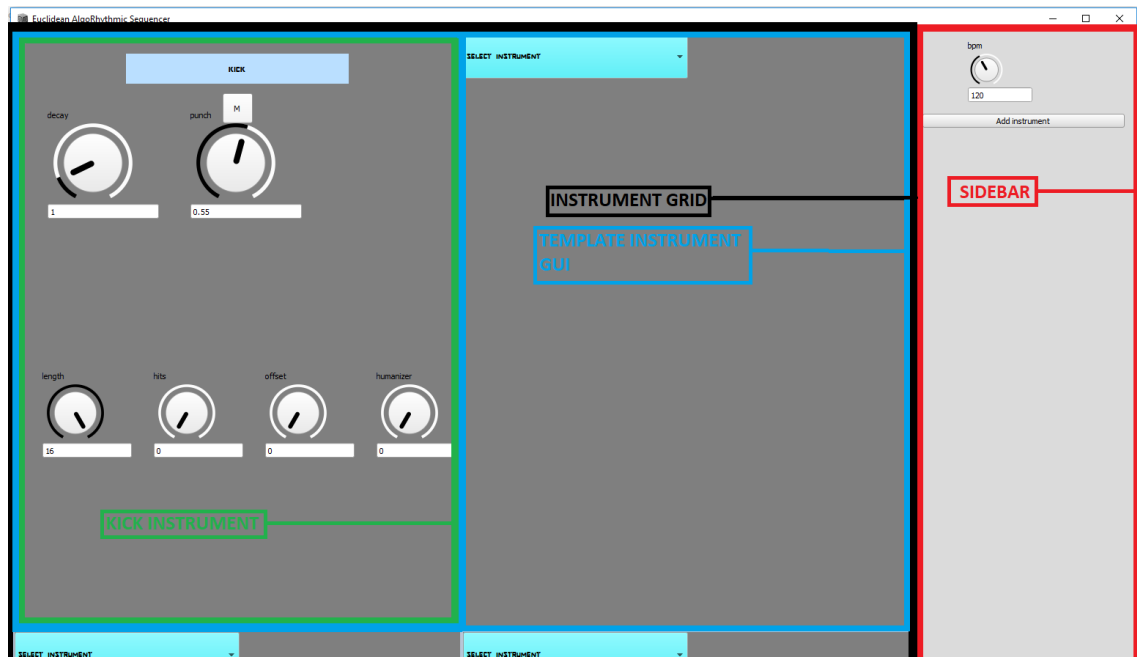 Euclidean AlgoRhythmic Sequencer
KICK
M
decay
punch
1
0.55
length
hits
offset
humanizer
16
0
0
0
KICK INSTRUMENT
SELECT INSTRUMENT
INSTRUMENT GRID
TEMPLATE INSTRUMENT
GUI
SELECT INSTRUMENT
SELECT INSTRUMENT
bpm
120
Add instrument
SIDEBAR